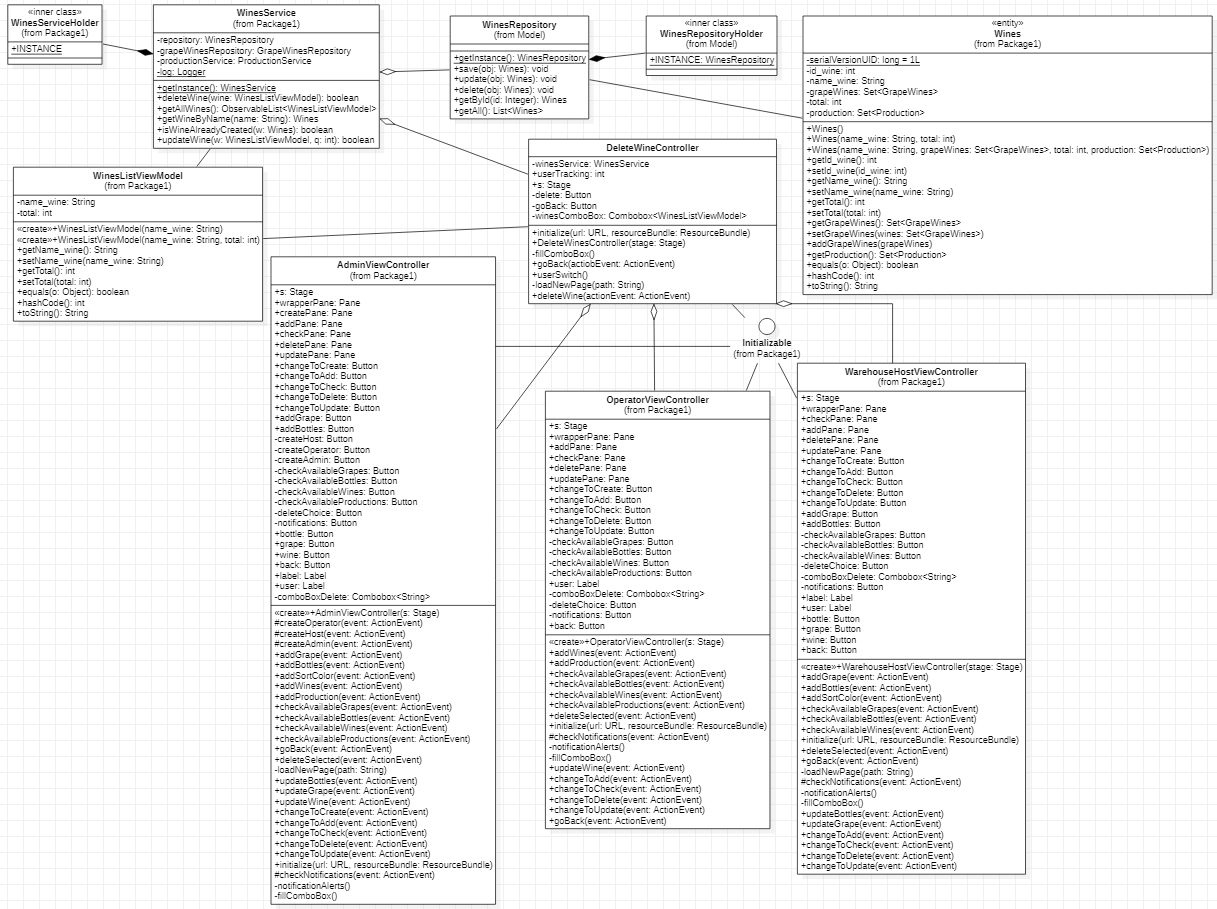 «inner class»
WinesServiceHolder
(from Package1)
+INSTANCE
WinesService
(from Package1)
-repository: WinesRepository
-grapeWinesRepository: GrapeWinesRepository
-productionService: ProductionService
-log: Logger
+getInstance(): WinesService
+deleteWine(wine: WinesListViewModel): boolean
+getAllWines(): ObservableList<WinesListViewModel>
+getWineByName(name: String): Wines
+isWineAlreadyCreated(w: Wines): boolean
+updateWine(w: WinesListViewModel, q: int): boolean
WinesRepository
(from Model)
+getInstance(): WinesRepository
+save(obj: Wines): void
+update(obj: Wines): void
+delete(obj: Wines): void
+getById(id: Integer): Wines
+getAll(): List<Wines>
«inner class»
WinesRepositoryHolder
(from Model)
+INSTANCE: WinesRepository
«entity»
Wines
(from Package1)
-serialVersionUID: long = 1L
-id_wine: int
-name_wine: String
-grapeWines: Set<GrapeWines>
-total: int
-production: Set<Production>
+Wines()
+Wines(name_wine: String, total: int)
+Wines(name_wine: String, grapeWines: Set<GrapeWines>, total: int, production: Set<Production>)
+getId_wine(): int
+setId_wine(id_wine: int)
+getName_wine(): String
+setName_wine(name_wine: String)
+getTotal(): int
+setTotal(total: int)
+getGrapeWines(): Set<GrapeWines>
+setGrapeWines(wines: Set<GrapeWines>)
+addGrapeWines(grapeWines)
+getProduction(): Set<Production>
+equals(o: Object): boolean
+hashCode(): int
+toString(): String
WinesListViewModel
(from Package1)
-name_wine: String
-total: int
«create»+WinesListViewModel(name_wine: String)
«create»+WinesListViewModel(name_wine: String, total: int)
+getName_wine(): String
+setName_wine(name_wine: String)
+getTotal(): int
+setTotal(total: int)
+equals(o: Object): boolean
+hashCode(): int
+toString(): String
DeleteWineController
-winesService: WinesService
+userTracking: int
+s: Stage
-delete: Button
-goBack: Button
-winesComboBox: Combobox<WinesListViewModel>
+initialize(url: URL, resourceBundle: ResourceBundle)
+DeleteWinesController(stage: Stage)
-fillComboBox()
+goBack(actiobEvent: ActionEvent)
+userSwitch()
-loadNewPage(path: String)
+deleteWine(actionEvent: ActionEvent)
Initializable
(from Package1)
AdminViewController
(from Package1)
+s: Stage
+wrapperPane: Pane
+createPane: Pane
+addPane: Pane
+checkPane: Pane
+deletePane: Pane
+updatePane: Pane
+changeToCreate: Button
+changeToAdd: Button
+changeToCheck: Button
+changeToDelete: Button
+changeToUpdate: Button
+addGrape: Button
+addBottles: Button
-createHost: Button
-createOperator: Button
-createAdmin: Button
-checkAvailableGrapes: Button
-checkAvailableBottles: Button
-checkAvailableWines: Button
-checkAvailableProductions: Button
-deleteChoice: Button
-notifications: Button
+bottle: Button
+grape: Button
+wine: Button
+back: Button
+label: Label
+user: Label
-comboBoxDelete: Combobox<String>
«create»+AdminViewController(s: Stage)
#createOperator(event: ActionEvent)
#createHost(event: ActionEvent)
#createAdmin(event: ActionEvent)
+addGrape(event: ActionEvent)
+addBottles(event: ActionEvent)
+addSortColor(event: ActionEvent)
+addWines(event: ActionEvent)
+addProduction(event: ActionEvent)
+checkAvailableGrapes(event: ActionEvent)
+checkAvailableBottles(event: ActionEvent)
+checkAvailableWines(event: ActionEvent)
+checkAvailableProductions(event: ActionEvent)
+goBack(event: ActionEvent)
+deleteSelected(event: ActionEvent)
-loadNewPage(path: String)
+updateBottles(event: ActionEvent)
+updateGrape(event: ActionEvent)
+updateWine(event: ActionEvent)
+changeToCreate(event: ActionEvent)
+changeToAdd(event: ActionEvent)
+changeToCheck(event: ActionEvent)
+changeToDelete(event: ActionEvent)
+changeToUpdate(event: ActionEvent)
+initialize(url: URL, resourceBundle: ResourceBundle)
#checkNotifications(event: ActionEvent)
-notificationAlerts()
-fillComboBox()
OperatorViewController
(from Package1)
+s: Stage
+wrapperPane: Pane
+addPane: Pane
+checkPane: Pane
+deletePane: Pane
+updatePane: Pane
+changeToCreate: Button
+changeToAdd: Button
+changeToCheck: Button
+changeToDelete: Button
+changeToUpdate: Button
-checkAvailableGrapes: Button
-checkAvailableBottles: Button
-checkAvailableWines: Button
-checkAvailableProductions: Button
+user: Label
-comboBoxDelete: Combobox<String>
-deleteChoice: Button
-notifications: Button
+back: Button
«create»+OperatorViewController(s: Stage)
+addWines(event: ActionEvent)
+addProduction(event: ActionEvent)
+checkAvailableGrapes(event: ActionEvent)
+checkAvailableBottles(event: ActionEvent)
+checkAvailableWines(event: ActionEvent)
+checkAvailableProductions(event: ActionEvent)
+deleteSelected(event: ActionEvent)
+initialize(url: URL, resourceBundle: ResourceBundle)
#checkNotifications(event: ActionEvent)
-notificationAlerts()
-fillComboBox()
+updateWine(event: ActionEvent)
+changeToAdd(event: ActionEvent)
+changeToCheck(event: ActionEvent)
+changeToDelete(event: ActionEvent)
+changeToUpdate(event: ActionEvent)
+goBack(event: ActionEvent)
WarehouseHostViewController
(from Package1)
+s: Stage
+wrapperPane: Pane
+checkPane: Pane
+addPane: Pane
+deletePane: Pane
+updatePane: Pane
+changeToCreate: Button
+changeToAdd: Button
+changeToCheck: Button
+changeToDelete: Button
+changeToUpdate: Button
+addGrape: Button
+addBottles: Button
-checkAvailableGrapes: Button
-checkAvailableBottles: Button
-checkAvailableWines: Button
-deleteChoice: Button
-comboBoxDelete: Combobox<String>
-notifications: Button
+label: Label
+user: Label
+bottle: Button
+grape: Button
+wine: Button
+back: Button
«create»+WarehouseHostViewController(stage: Stage)
+addGrape(event: ActionEvent)
+addBottles(event: ActionEvent)
+addSortColor(event: ActionEvent)
+checkAvailableGrapes(event: ActionEvent)
+checkAvailableBottles(event: ActionEvent)
+checkAvailableWines(event: ActionEvent)
+initialize(url: URL, resourceBundle: ResourceBundle)
+deleteSelected(event: ActionEvent)
+goBack(event: ActionEvent)
-loadNewPage(path: String)
#checkNotifications(event: ActionEvent)
-notificationAlerts()
-fillComboBox()
+updateBottles(event: ActionEvent)
+updateGrape(event: ActionEvent)
+changeToAdd(event: ActionEvent)
+changeToCheck(event: ActionEvent)
+changeToDelete(event: ActionEvent)
+changeToUpdate(event: ActionEvent)